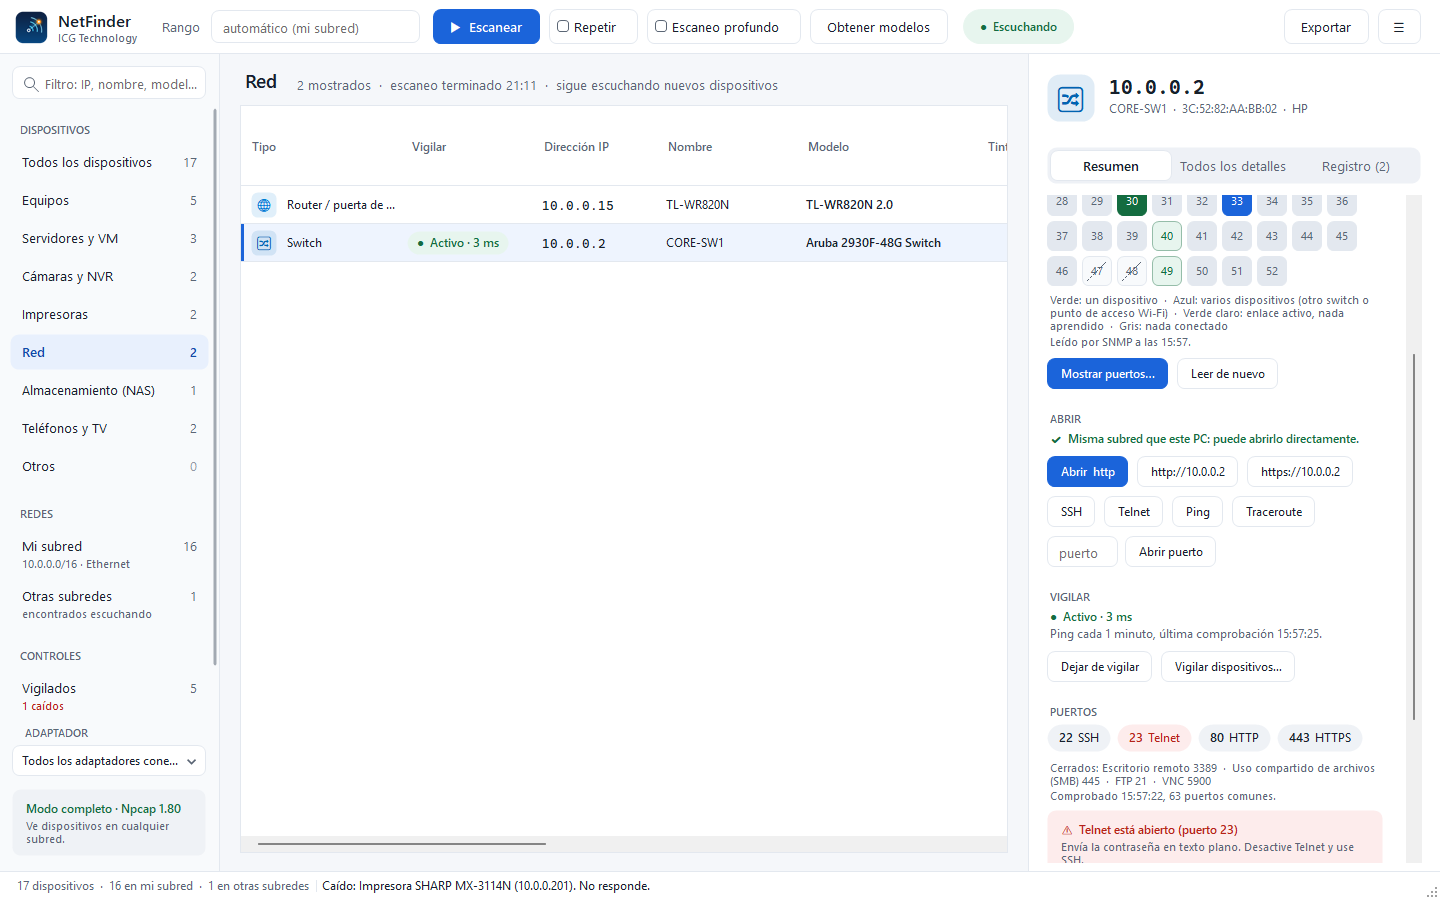 NetFinder
ICG Technology
Rango
automático (mi subred)
Escanear
Repetir
Escaneo profundo
Obtener modelos
Escuchando
Exportar
Filtro: IP, nombre, model...
DISPOSITIVOS
Todos los dispositivos 17
Equipos 5
Servidores y VM 3
Cámaras y NVR 2
Impresoras 2
Red 2
Almacenamiento (NAS) 1
Teléfonos y TV 2
Otros 0
REDES
Mi subred 16
10.0.0.0/16 · Ethernet
Otras subredes 1
encontrados escuchando
CONTROLES
Vigilados 5
1 caídos
ADAPTADOR
Todos los adaptadores cone...
Modo completo · Npcap 1.80
Ve dispositivos en cualquier
subred.
Red 2 mostrados · escaneo terminado 21:11 · sigue escuchando nuevos dispositivos
Tipo Vigilar Dirección IP Nombre Modelo Tint
Router / puerta de ... 10.0.0.15 TL-WR820N TL-WR820N 2.0
Switch Activo · 3 ms 10.0.0.2 CORE-SW1 Aruba 2930F-48G Switch
10.0.0.2
CORE-SW1 · 3C:52:82:AA:BB:02 · HP
Resumen Todos los detalles Registro (2)
28 29 30 31 32 33 34 35 36
37 38 39 40 41 42 43 44 45
46 47 48 49 50 51 52
Verde: un dispositivo · Azul: varios dispositivos (otro switch o
punto de acceso Wi-Fi) · Verde claro: enlace activo, nada
aprendido · Gris: nada conectado
Leído por SNMP a las 15:57.
Mostrar puertos... Leer de nuevo
ABRIR
Misma subred que este PC: puede abrirlo directamente.
Abrir http http://10.0.0.2 https://10.0.0.2
SSH Telnet Ping Traceroute
puerto Abrir puerto
VIGILAR
Activo · 3 ms
Ping cada 1 minuto, última comprobación 15:57:25.
Dejar de vigilar Vigilar dispositivos...
PUERTOS
22 SSH 23 Telnet 80 HTTP 443 HTTPS
Cerrados: Escritorio remoto 3389 · Uso compartido de archivos
(SMB) 445 · FTP 21 · VNC 5900
Comprobado 15:57:22, 63 puertos comunes.
Telnet está abierto (puerto 23)
Envía la contraseña en texto plano. Desactive Telnet y use
SSH.
17 dispositivos · 16 en mi subred · 1 en otras subredes Caído: Impresora SHARP MX-3114N (10.0.0.201). No responde.